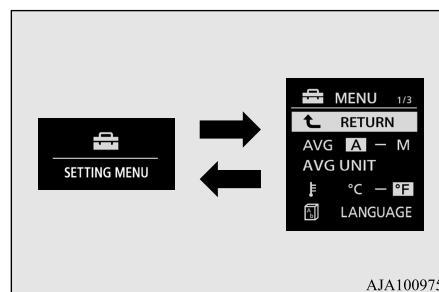 SETTING MENU
MENU 1/3
RETURN
AVG A — M
AVG UNIT
°C — °F
LANGUAGE
AJA100975